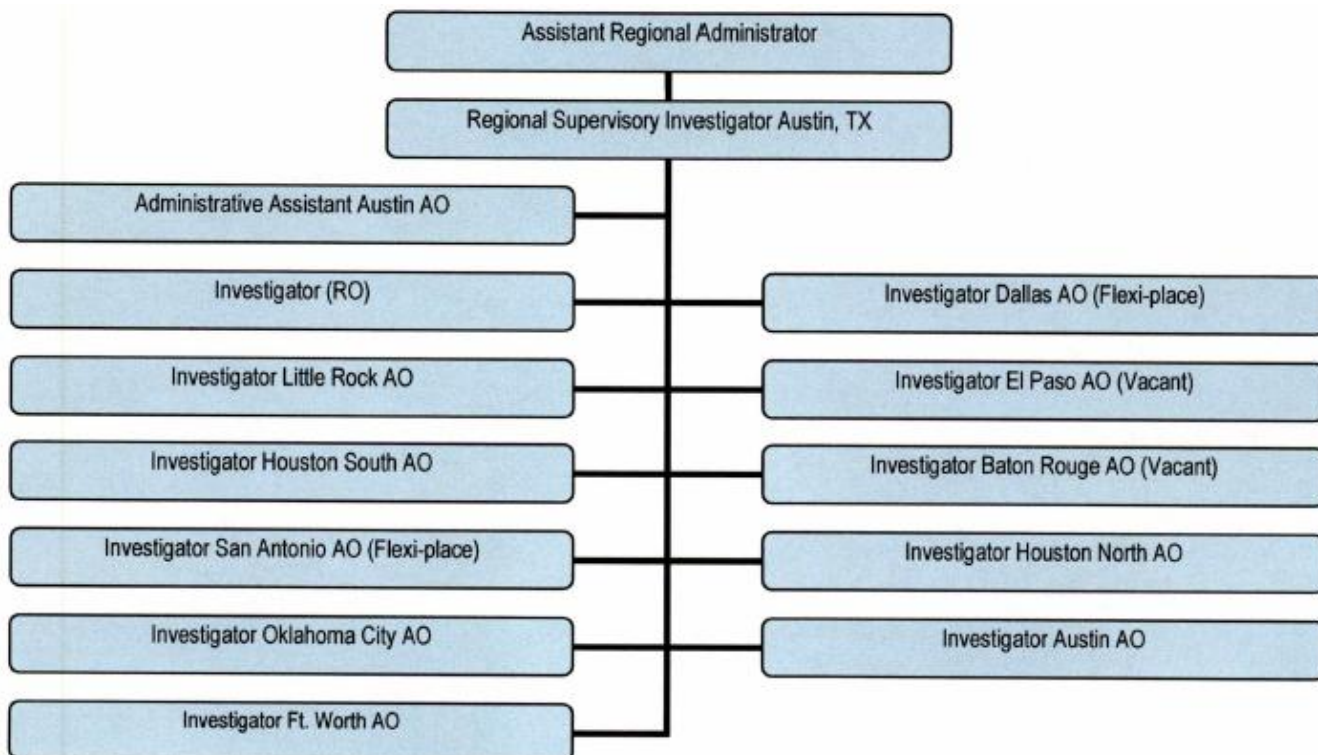 Assistant Regional Administrator
Regional Supervisory Investigator Austin, TX
Administrative Assistant Austin AO
Investigator (RO)
Investigator Dallas AO (Flexi-place)
Investigator Little Rock AO
Investigator El Paso AO (Vacant)
Investigator Houston South AO
Investigator Baton Rouge AO (Vacant)
Investigator San Antonio AO (Flexi-place)
Investigator Houston North AO
Investigator Oklahoma City AO
Investigator Austin AO
Investigator Ft. Worth AO